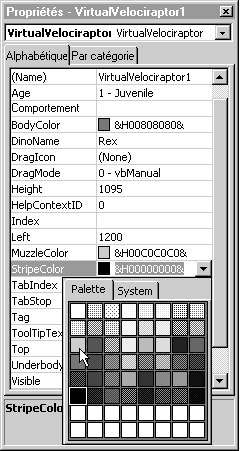 Propriétés - VirtualVelociraptor1
VirtualVelociraptor1 VirtualVelociraptor
Alphabétique Par catégorie
(Name) VirtualVelociraptor1
Age 1 - Juvenile
Comportement
BodyColor &H00808080&
DinoName Rex
DragIcon (None)
DragMode 0 - vbManual
Height 1095
HelpContextID 0
Index
Left 1200
MuzzleColor &H00C0C0C0&
StripeColor &H00000000&
TabIndex
TabStop
Tag
ToolTipTex
Top
Underbody
Visible
Palette System
StripeColo